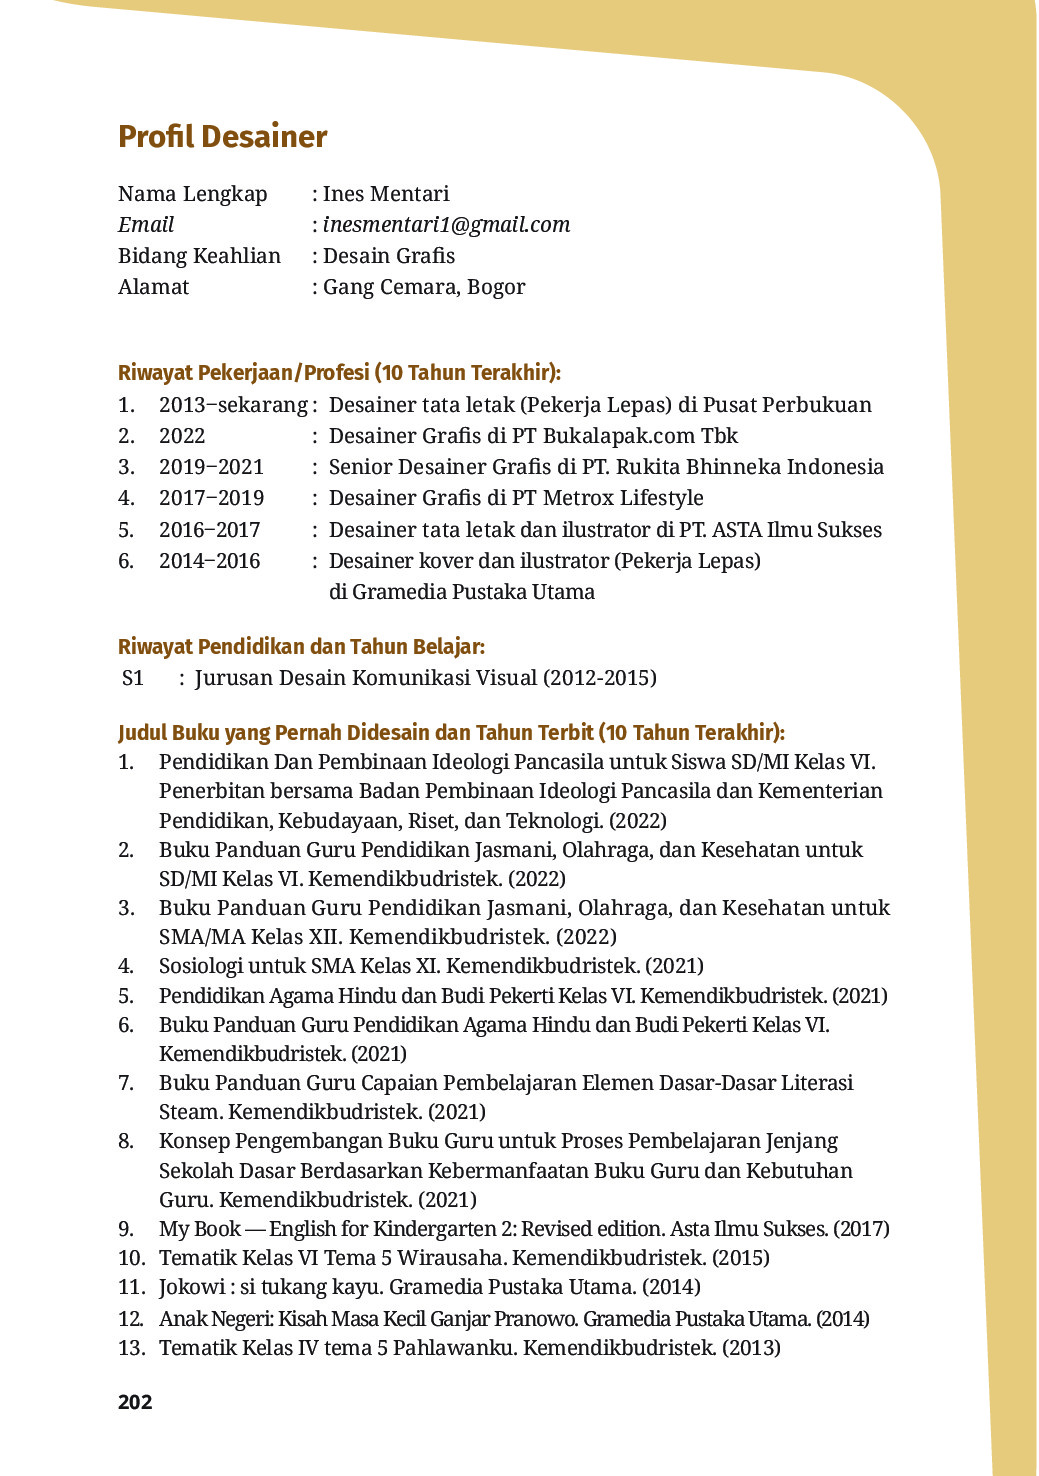 Profil Desainer
Nama Lengkap : Ines Mentari
Email : inesmentari1@gmail.com
Bidang Keahlian : Desain Grafis
Alamat : Gang Cemara, Bogor
Riwayat Pekerjaan/Profesi (10 Tahun Terakhir):
1. 2013–sekarang : Desainer tata letak (Pekerja Lepas) di Pusat Perbukuan
2. 2022 : Desainer Grafis di PT Bukalapak.com Tbk
3. 2019–2021 : Senior Desainer Grafis di PT. Rukita Bhinneka Indonesia
4. 2017–2019 : Desainer Grafis di PT Metrox Lifestyle
5. 2016–2017 : Desainer tata letak dan ilustrator di PT. ASTA Ilmu Sukses
6. 2014–2016 : Desainer kover dan ilustrator (Pekerja Lepas)
di Gramedia Pustaka Utama
Riwayat Pendidikan dan Tahun Belajar:
S1 : Jurusan Desain Komunikasi Visual (2012-2015)
Judul Buku yang Pernah Didesain dan Tahun Terbit (10 Tahun Terakhir):
1. Pendidikan Dan Pembinaan Ideologi Pancasila untuk Siswa SD/MI Kelas VI.
Penerbitan bersama Badan Pembinaan Ideologi Pancasila dan Kementerian
Pendidikan, Kebudayaan, Riset, dan Teknologi. (2022)
2. Buku Panduan Guru Pendidikan Jasmani, Olahraga, dan Kesehatan untuk
SD/MI Kelas VI. Kemendikbudristek. (2022)
3. Buku Panduan Guru Pendidikan Jasmani, Olahraga, dan Kesehatan untuk
SMA/MA Kelas XII. Kemendikbudristek. (2022)
4. Sosiologi untuk SMA Kelas XI. Kemendikbudristek. (2021)
5. Pendidikan Agama Hindu dan Budi Pekerti Kelas VI. Kemendikbudristek. (2021)
6. Buku Panduan Guru Pendidikan Agama Hindu dan Budi Pekerti Kelas VI.
Kemendikbudristek. (2021)
7. Buku Panduan Guru Capaian Pembelajaran Elemen Dasar-Dasar Literasi
Steam. Kemendikbudristek. (2021)
8. Konsep Pengembangan Buku Guru untuk Proses Pembelajaran Jenjang
Sekolah Dasar Berdasarkan Kebermanfaatan Buku Guru dan Kebutuhan
Guru. Kemendikbudristek. (2021)
9. My Book — English for Kindergarten 2: Revised edition. Asta Ilmu Sukses. (2017)
10. Tematik Kelas VI Tema 5 Wirausaha. Kemendikbudristek. (2015)
11. Jokowi : si tukang kayu. Gramedia Pustaka Utama. (2014)
12. Anak Negeri: Kisah Masa Kecil Ganjar Pranowo. Gramedia Pustaka Utama. (2014)
13. Tematik Kelas IV tema 5 Pahlawanku. Kemendikbudristek. (2013)
202